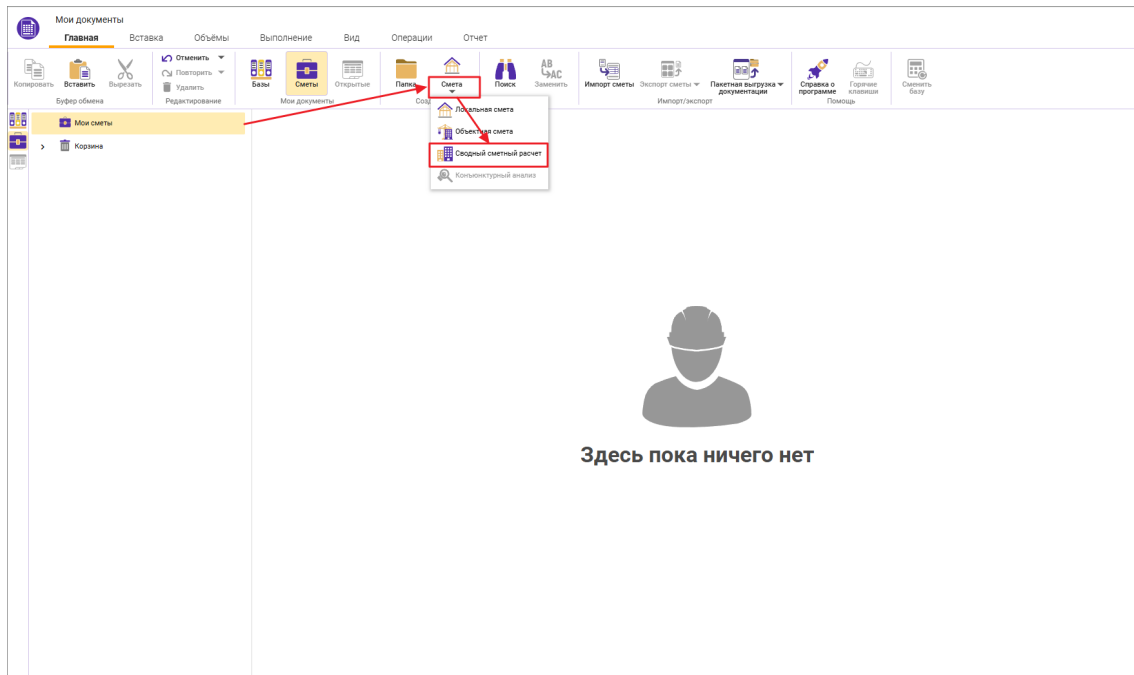 Мои документы
Главная Вставка Объёмы Выполнение Вид Операции Отчет
Копировать Вставить Вырезать
Буфер обмена
Отменить
Повторить
Удалить
Редактирование
Базы Сметы Открытые
Мои документы
Папка Смета
Созд
Поиск Заменить
AB
AC
Импорт сметы Экспорт сметы Пакетная выгрузка документации
Импорт/экспорт
Справка о программе Горячие клавиши
Помощь
Сменить базу
Мои сметы
Корзина
Локальная смета
Объектная смета
Сводный сметный расчет
Конъюнктурный анализ
Здесь пока ничего нет